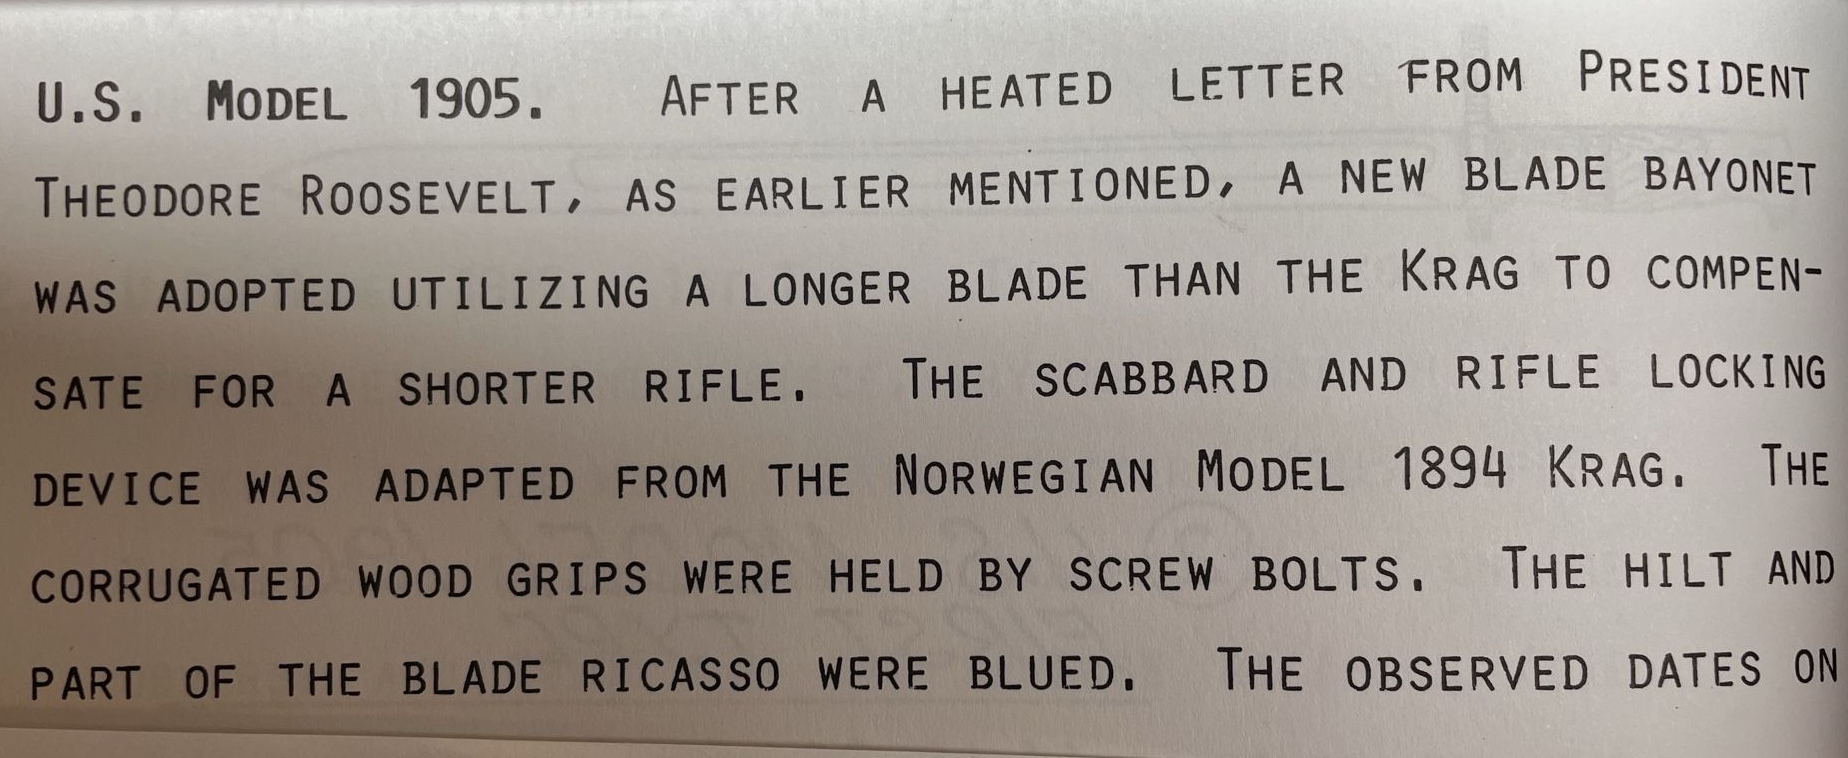 U.S. MODEL 1905. AFTER A HEATED LETTER FROM PRESIDENT
THEODORE ROOSEVELT, AS EARLIER MENTIONED, A NEW BLADE BAYONET
WAS ADOPTED UTILIZING A LONGER BLADE THAN THE KRAG TO COMPEN-
SATE FOR A SHORTER RIFLE. THE SCABBARD AND RIFLE LOCKING
DEVICE WAS ADAPTED FROM THE NORWEGIAN MODEL 1894 KRAG. THE
CORRUGATED WOOD GRIPS WERE HELD BY SCREW BOLTS. THE HILT AND
PART OF THE BLADE RICASSO WERE BLUED. THE OBSERVED DATES ON